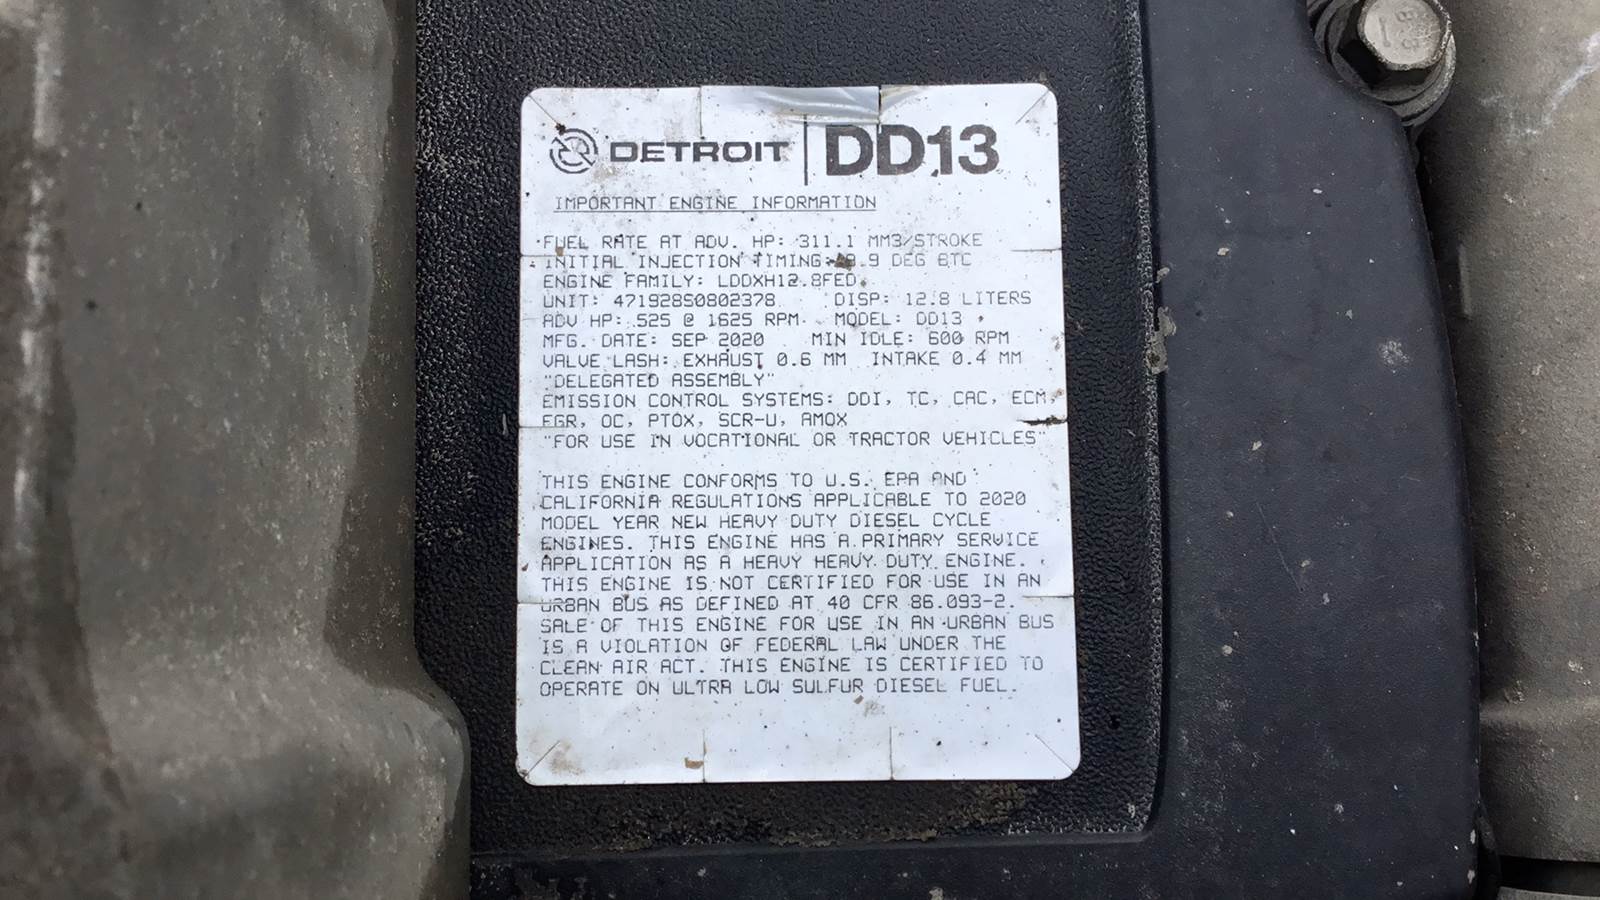 DETROIT DD13
IMPORTANT ENGINE INFORMATION
FUEL RATE AT ADV. HP: 311.1 MM3/STROKE
INITIAL INJECTION TIMING: DEG BTC
ENGINE FAMILY: LDDXH12.8FED
UNIT: 471928S0802378 DISP: 12.8 LITERS
ADV HP: 525 @ 1625 RPM MODEL: DD13
MFG. DATE: SEP 2020 MIN IDLE: 600 RPM
VALVE LASH: EXHAUST 0.6 MM INTAKE 0.4 MM
"DELEGATED ASSEMBLY"
EMISSION CONTROL SYSTEMS: DDI, TC, CAC, ECM,
EGR, OC, PTOX, SCR-U, AMOX
"FOR USE IN VOCATIONAL OR TRACTOR VEHICLES"
THIS ENGINE CONFORMS TO U.S. EPA AND
CALIFORNIA REGULATIONS APPLICABLE TO 2020
MODEL YEAR NEW HEAVY DUTY DIESEL CYCLE
ENGINES. THIS ENGINE HAS A PRIMARY SERVICE
APPLICATION AS A HEAVY HEAVY DUTY ENGINE.
THIS ENGINE IS NOT CERTIFIED FOR USE IN AN
URBAN BUS AS DEFINED AT 40 CFR 86.093-2.
SALE OF THIS ENGINE FOR USE IN AN URBAN BUS
IS A VIOLATION OF FEDERAL LAW UNDER THE
CLEAN AIR ACT. THIS ENGINE IS CERTIFIED TO
OPERATE ON ULTRA LOW SULFUR DIESEL FUEL.